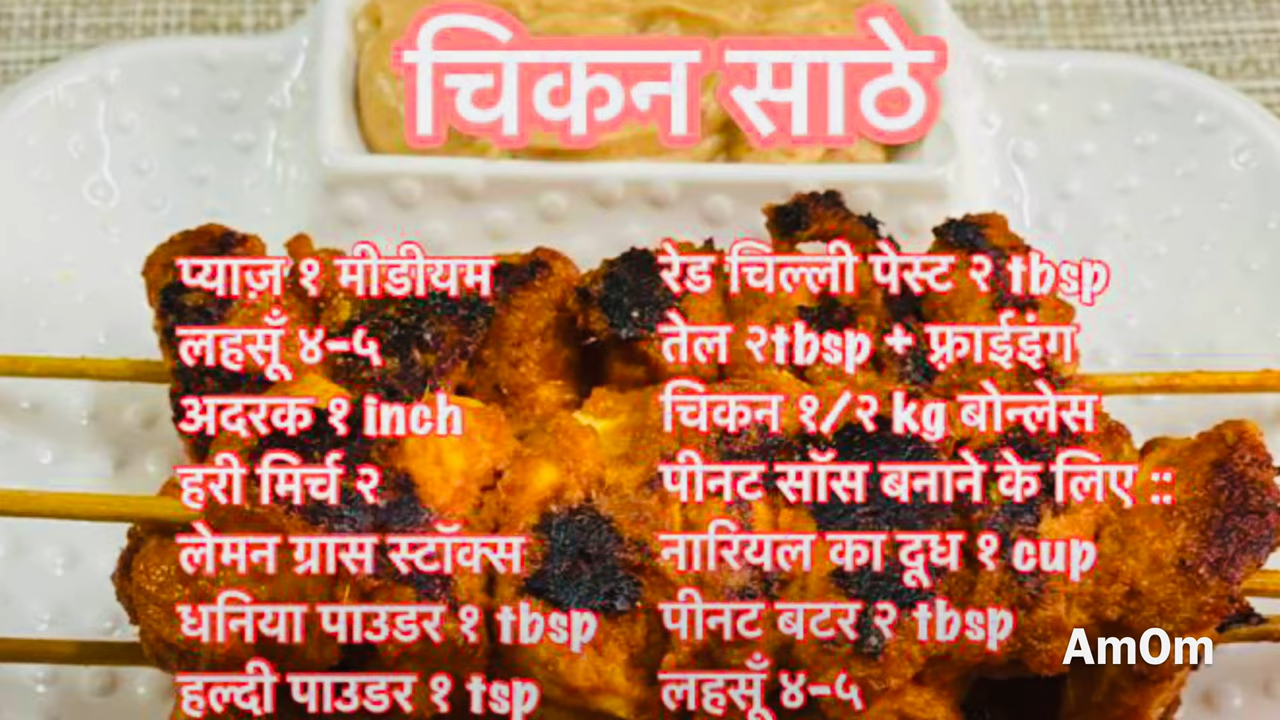 चिकन साठे
प्याज़ १ मीडीयम
लहसूँ ४-५
अदरक १ inch
हरी मिर्च २
लेमन ग्रास स्टॉक्स
धनिया पाउडर १ tbsp
हल्दी पाउडर १ tsp
रेड चिल्ली पेस्ट २ tbsp
तेल २tbsp + फ़्राईइंग
चिकन १/२ kg बोन्लेस
पीनट सॉस बनाने के लिए ::
नारियल का दूध १ cup
पीनट बटर २ tbsp
लहसूँ ४-५
AmOm